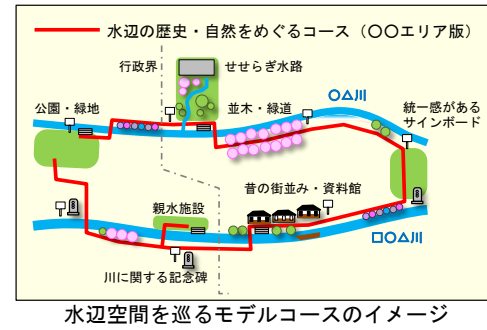 水辺の歴史・自然をめぐるコース（〇〇エリア版）
行政界
せせらぎ水路
公園・緑地
並木・緑道
〇△川
統一感がある
サインボード
昔の街並み・資料館
親水施設
□〇△川
川に関する記念碑
水辺空間を巡るモデルコースのイメージ